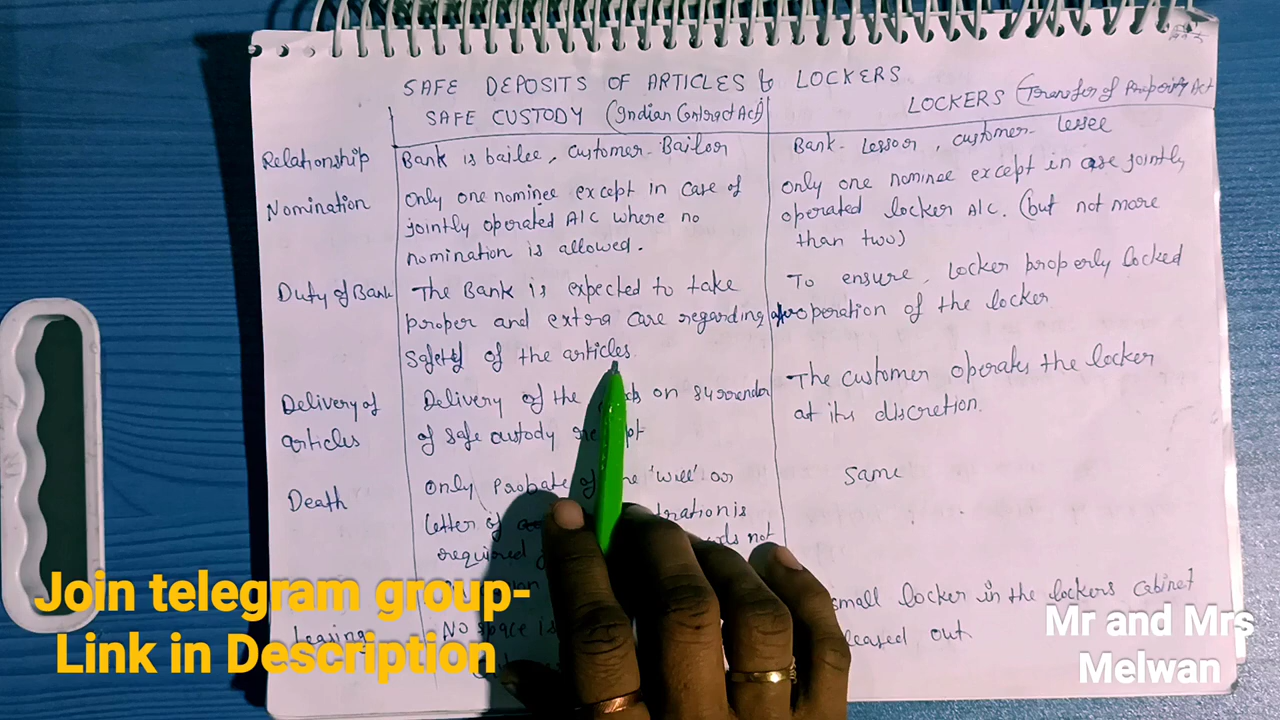 SAFE DEPOSITS OF ARTICLES & LOCKERS
SAFE CUSTODY (Indian Contract Act)
LOCKERS (Transfer of Property Act
Relationship
Bank is bailee, customer - Bailor
Bank - Lessor, customer - lessee
Nomination
Only one nominee except in case of
jointly operated A/C where no
nomination is allowed.
Only one nominee except in case jointly
operated locker A/C. (but not more
than two)
Duty of Bank
The Bank is expected to take
proper and extra care regarding
safety of the articles
To ensure, Locker properly locked
after operation of the locker
Delivery of
articles
Delivery of the on surrender
of safe custody
The customer operates the locker
at its discretion.
Death
Only Probate of 'will' or
letter of
required
same
Leasing
No space is
small locker in the lockers cabinet
leased out
Join telegram group-
Link in Description
Mr and Mrs
Melwan